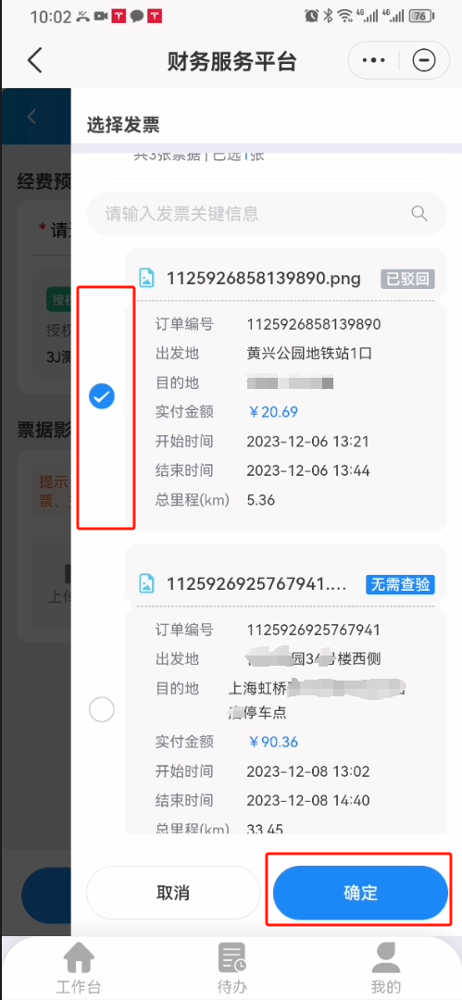 10:02 4G 4G 76
财务服务平台
选择发票
共3张票据 | 已选1张
经费预
请输入发票关键信息
* 请
1125926858139890.png 已驳回
授权
订单编号 1125926858139890
授权
出发地 黄兴公园地铁站1口
3J测
目的地
实付金额 ￥20.69
票据影
开始时间 2023-12-06 13:21
结束时间 2023-12-06 13:44
提示
总里程(km) 5.36
票、
1125926925767941.... 无需查验
上传
订单编号 1125926925767941
出发地 园34号楼西侧
目的地 上海虹桥
停车点
实付金额 ￥90.36
开始时间 2023-12-08 13:02
结束时间 2023-12-08 14:40
总里程(km) 33.45
取消 确定
工作台 待办 我的